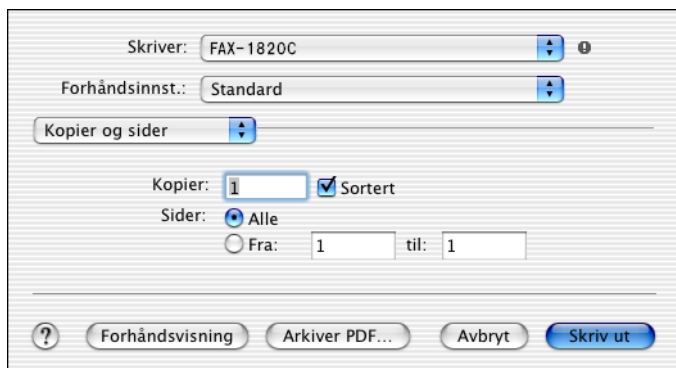 Skriver: FAX-1820C
Forhåndsinnst.: Standard
Kopier og sider
Kopier: 1 Sortert
Sider: Alle
Fra: 1 til: 1
? Forhåndsvisning Arkiver PDF... Avbryt Skriv ut